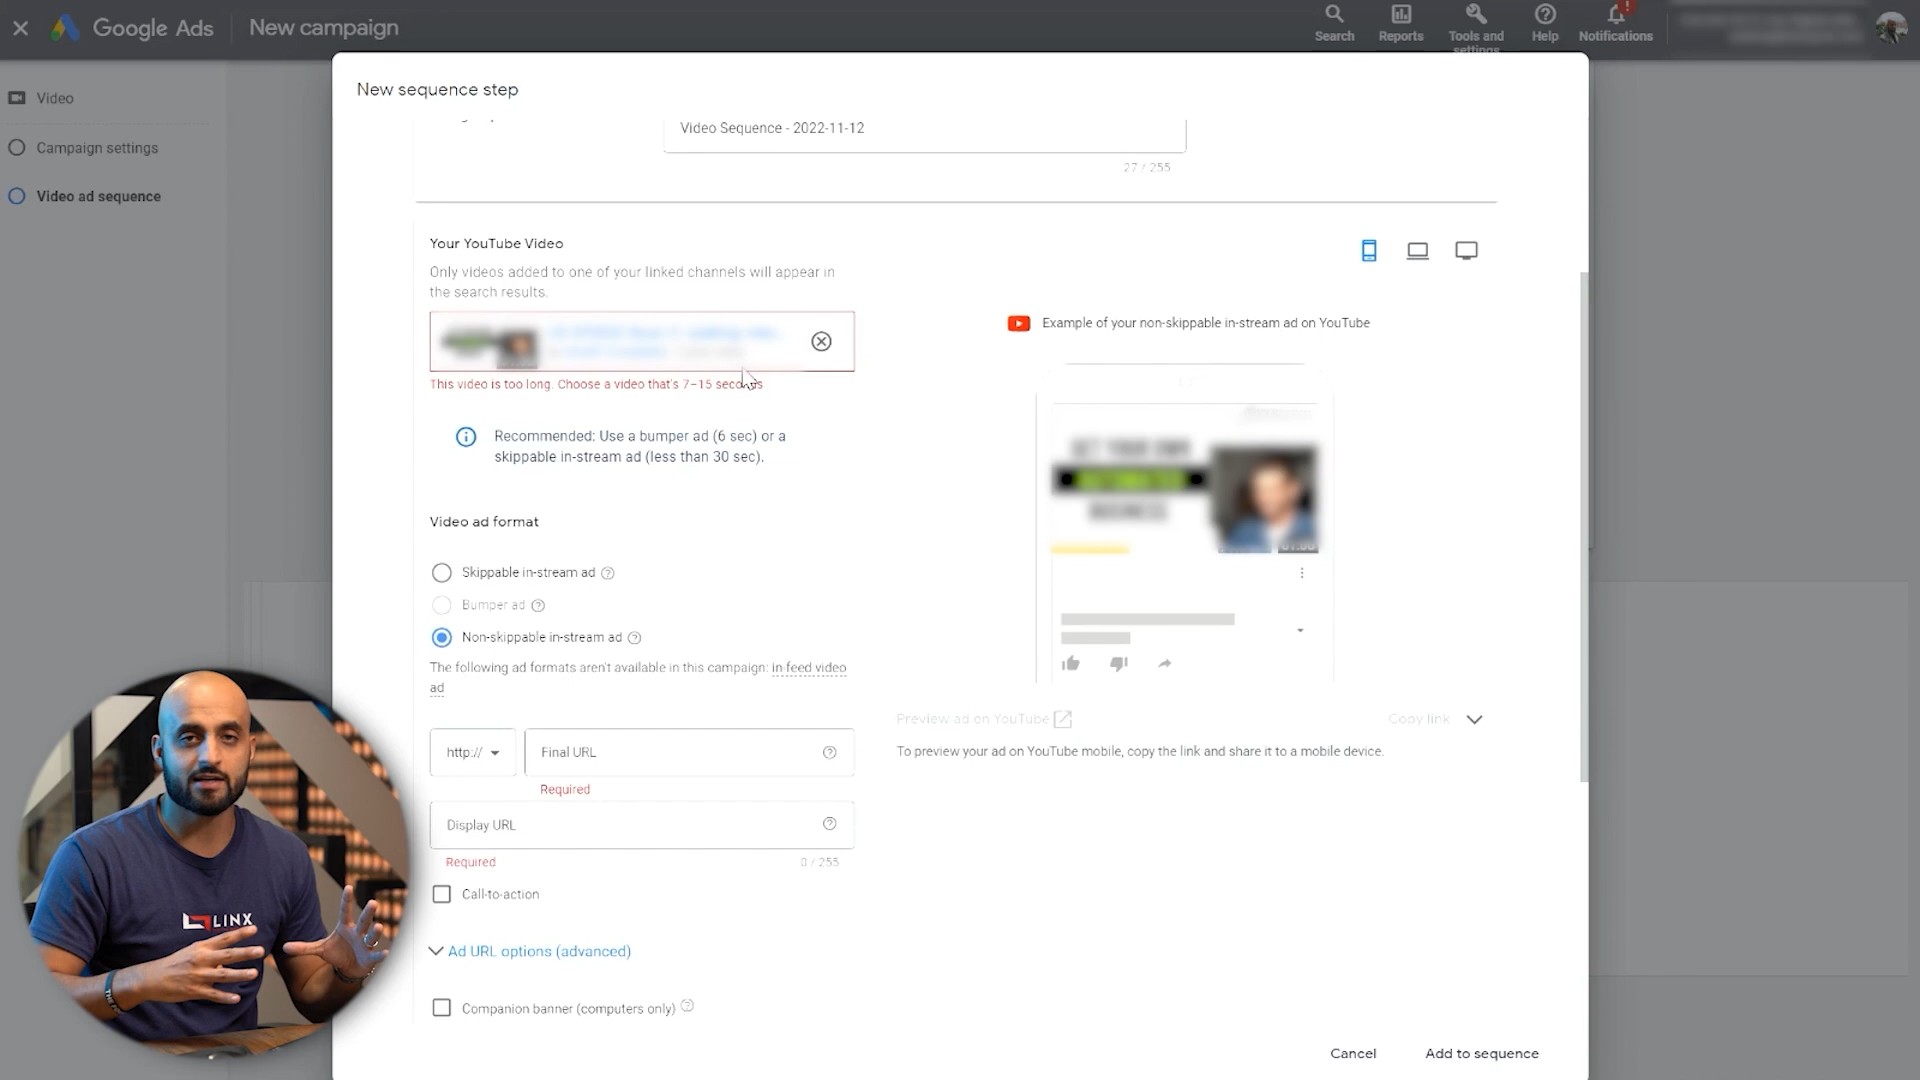 Google Ads
New campaign
Search
Reports
Tools and
settings
Help
!
Notifications
Video
Campaign settings
Video ad sequence
New sequence step
Video Sequence - 2022-11-12
27 / 255
Your YouTube Video
Only videos added to one of your linked channels will appear in
the search results.
This video is too long. Choose a video that's 7–15 seconds
Recommended: Use a bumper ad (6 sec) or a
skippable in-stream ad (less than 30 sec).
Video ad format
Skippable in-stream ad
Bumper ad
Non-skippable in-stream ad
The following ad formats aren't available in this campaign: in-feed video
ad
http://
Final URL
Required
Display URL
Required
0 / 255
Call-to-action
Ad URL options (advanced)
Companion banner (computers only)
Example of your non-skippable in-stream ad on YouTube
GET YOUR OWN
AUTOMATED
BUSINESS
Preview ad on YouTube
Copy link
To preview your ad on YouTube mobile, copy the link and share it to a mobile device.
Cancel
Add to sequence
LINX